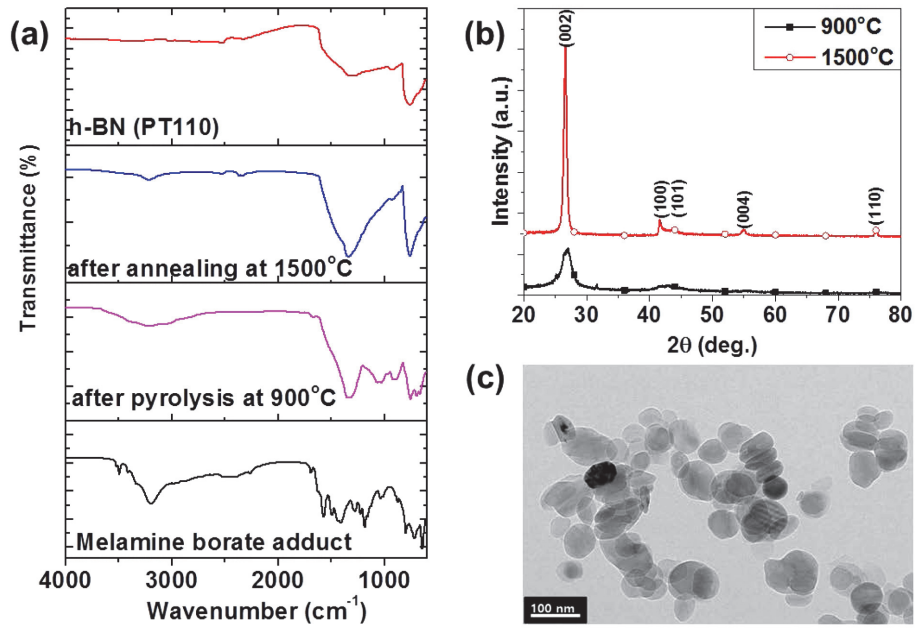 (a)
Transmittance (%)
h-BN (PT110)
after annealing at 1500°C
after pyrolysis at 900°C
Melamine borate adduct
4000 3000 2000 1000
Wavenumber (cm⁻¹)
(b)
Intensity (a.u.)
(002)
(100)
(101)
(004)
(110)
900°C
1500°C
20 30 40 50 60 70 80
2θ (deg.)
(c)
100 nm